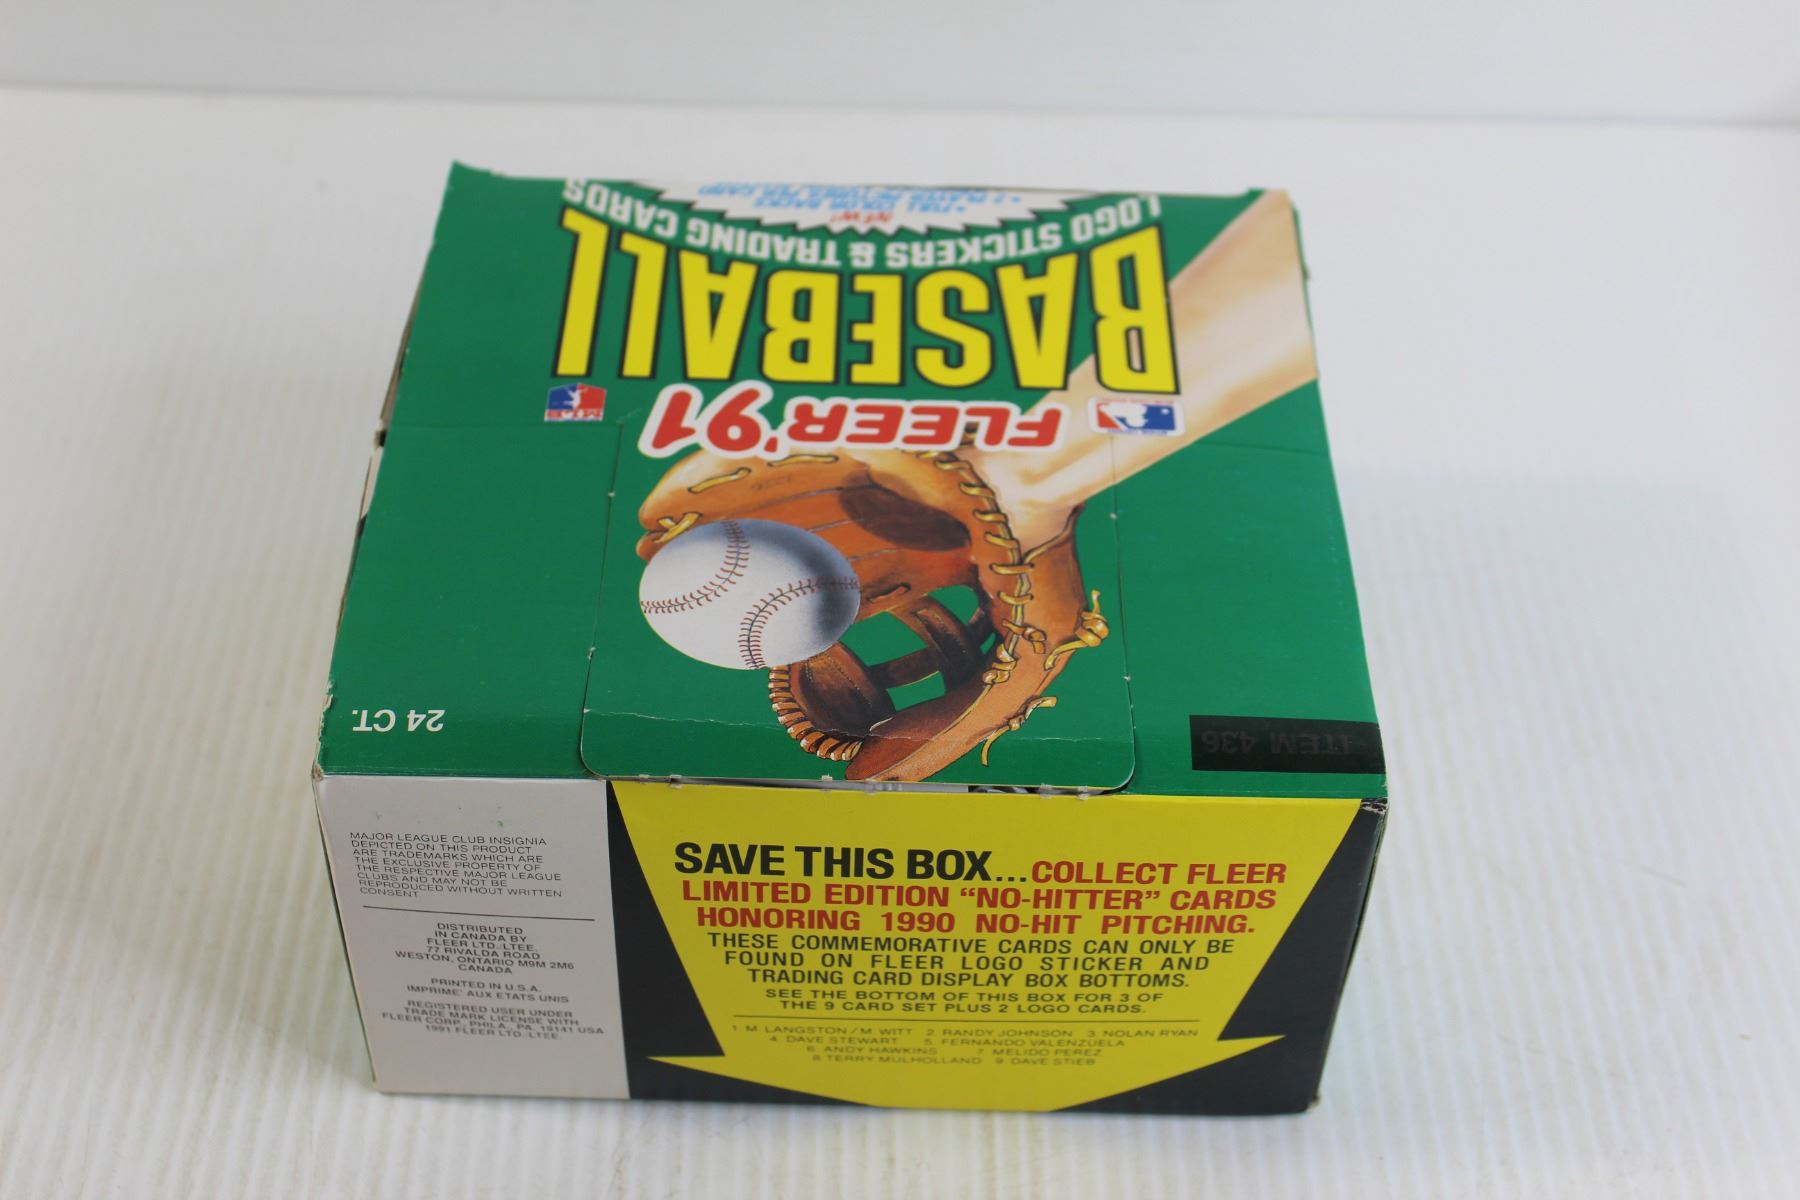 LOGO STICKERS & TRADING CARDS
BASEBALL
FLEER '91
NEW!
• FULL COLOR BACKS
MLB
24 CT.
ITEM 436
MAJOR LEAGUE CLUB INSIGNIA
DEPICTED ON THIS PRODUCT
ARE TRADEMARKS WHICH ARE
THE EXCLUSIVE PROPERTY OF
THE RESPECTIVE MAJOR LEAGUE
CLUBS AND MAY NOT BE
REPRODUCED WITHOUT WRITTEN
CONSENT
DISTRIBUTED
IN CANADA BY
FLEER LTD./LTEE.
77 RIVALDA ROAD
WESTON, ONTARIO M9M 2M6
CANADA
PRINTED IN U.S.A.
IMPRIME' AUX ETATS UNIS
REGISTERED USER UNDER
TRADE MARK LICENSE WITH
FLEER CORP., PHILA., PA. 19141 USA
1991 FLEER LTD./LTEE.
SAVE THIS BOX...COLLECT FLEER
LIMITED EDITION “NO-HITTER” CARDS
HONORING 1990 NO-HIT PITCHING.
THESE COMMEMORATIVE CARDS CAN ONLY BE
FOUND ON FLEER LOGO STICKER AND
TRADING CARD DISPLAY BOX BOTTOMS.
SEE THE BOTTOM OF THIS BOX FOR 3 OF
THE 9 CARD SET PLUS 2 LOGO CARDS.
1 M. LANGSTON / M. WITT 2 RANDY JOHNSON 3 NOLAN RYAN
4 DAVE STEWART 5 FERNANDO VALENZUELA
6 ANDY HAWKINS 7 MELIDO PEREZ
8 TERRY MULHOLLAND 9 DAVE STIEB